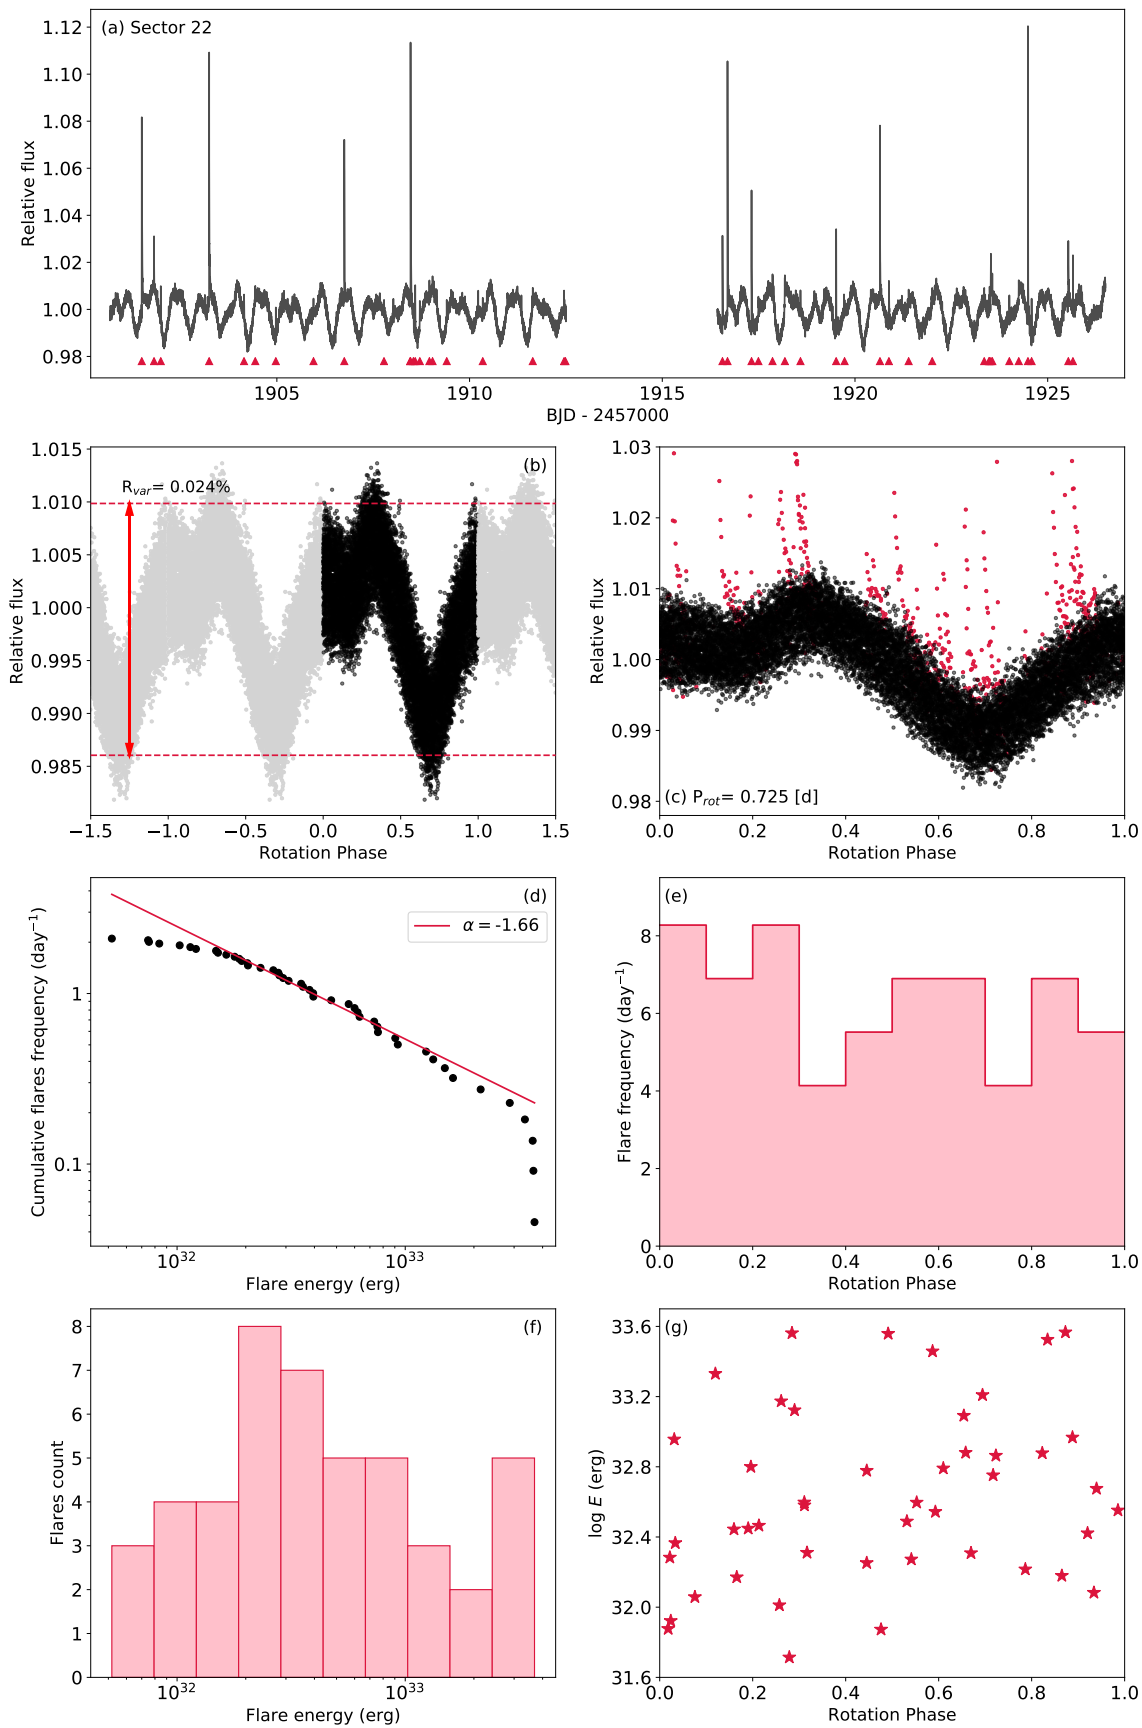 (a) Sector 22
1.12
1.10
1.08
1.06
1.04
1.02
1.00
0.98
Relative flux
1905 1910 1915 1920 1925
BJD - 2457000
(b)
R_var= 0.024%
1.015
1.010
1.005
1.000
0.995
0.990
0.985
Relative flux
−1.5 −1.0 −0.5 0.0 0.5 1.0 1.5
Rotation Phase
1.03
1.02
1.01
1.00
0.99
0.98
Relative flux
(c) P_rot= 0.725 [d]
0.0 0.2 0.4 0.6 0.8 1.0
Rotation Phase
(d)
α = -1.66
1
0.1
Cumulative flares frequency (day⁻¹)
10³² 10³³
Flare energy (erg)
(e)
8
6
4
2
0
Flare frequency (day⁻¹)
0.0 0.2 0.4 0.6 0.8 1.0
Rotation Phase
(f)
8
7
6
5
4
3
2
1
0
Flares count
10³² 10³³
Flare energy (erg)
(g)
33.6
33.2
32.8
32.4
32.0
31.6
log E (erg)
0.0 0.2 0.4 0.6 0.8 1.0
Rotation Phase